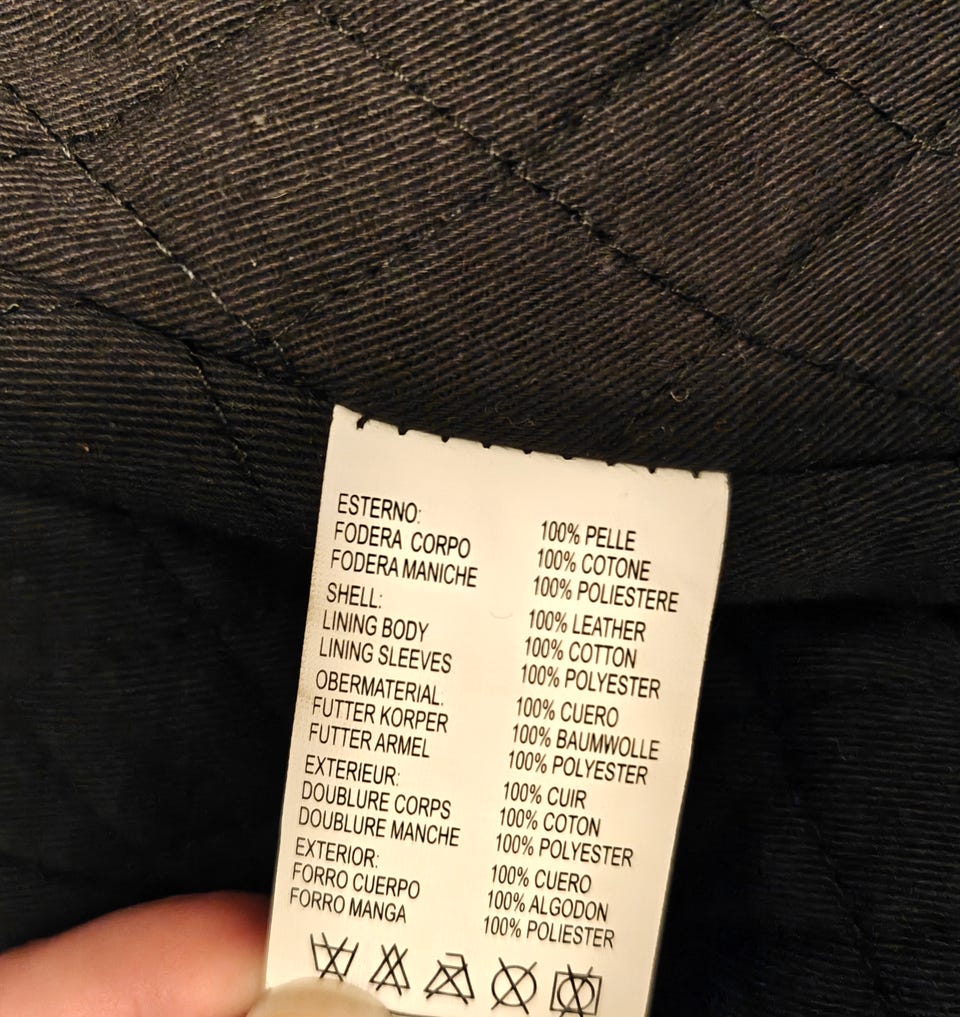 ESTERNO: 100% PELLE
FODERA CORPO 100% COTONE
FODERA MANICHE 100% POLIESTERE
SHELL: 100% LEATHER
LINING BODY 100% COTTON
LINING SLEEVES 100% POLYESTER
OBERMATERIAL. 100% CUERO
FUTTER KORPER 100% BAUMWOLLE
FUTTER ARMEL 100% POLYESTER
EXTERIEUR: 100% CUIR
DOUBLURE CORPS 100% COTON
DOUBLURE MANCHE 100% POLYESTER
EXTERIOR: 100% CUERO
FORRO CUERPO 100% ALGODON
FORRO MANGA 100% POLIESTER